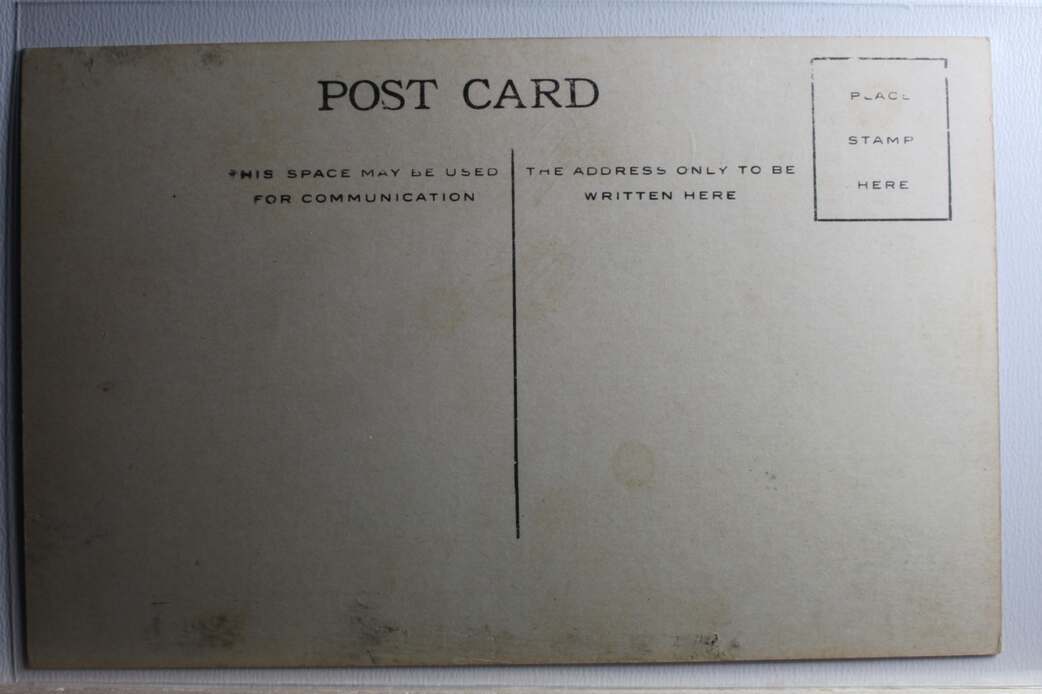 POST CARD
THIS SPACE MAY BE USED
FOR COMMUNICATION
THE ADDRESS ONLY TO BE
WRITTEN HERE
PLACE
STAMP
HERE